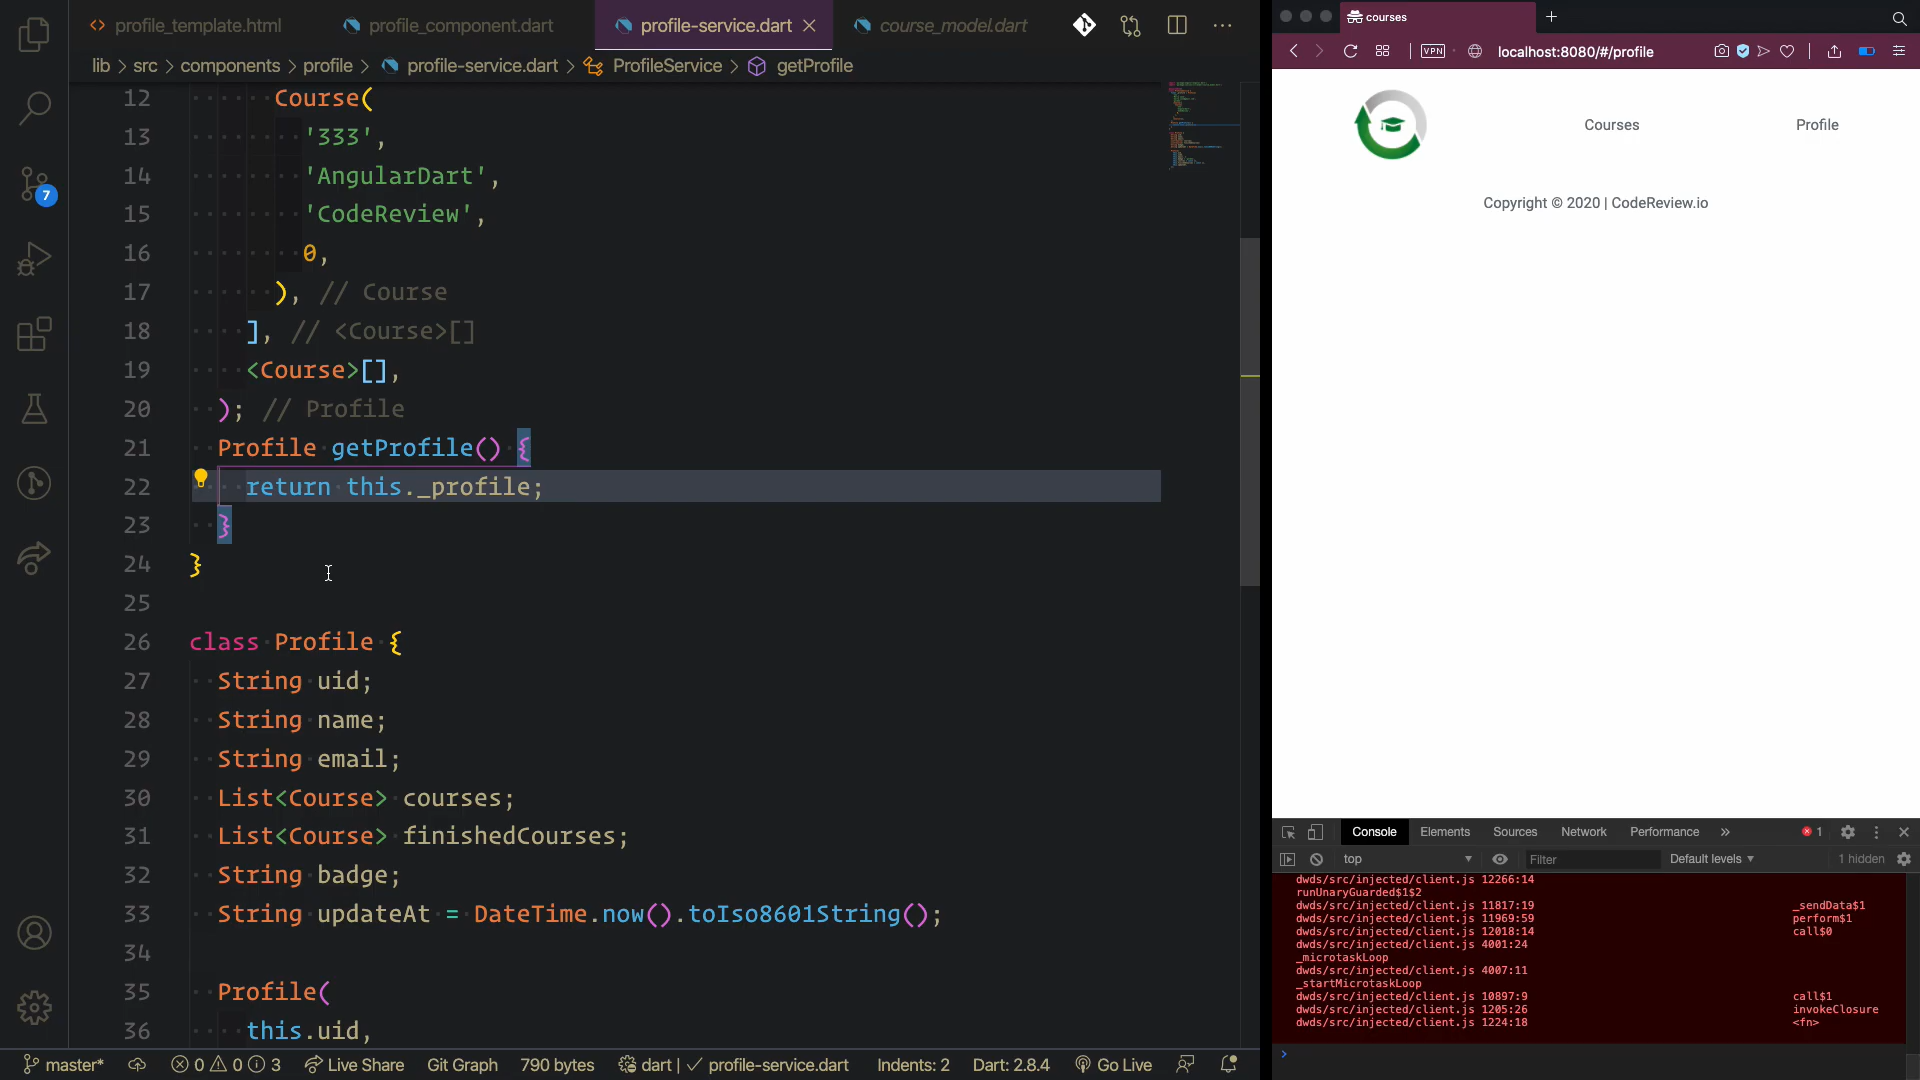 profile_template.html
profile_component.dart
profile-service.dart
course_model.dart
lib > src > components > profile > profile-service.dart > ProfileService > getProfile
12 Course(
13 '333',
14 'AngularDart',
15 'CodeReview',
16 0,
17 ), // Course
18 ], // <Course>[]
19 <Course>[],
20 ); // Profile
21 Profile getProfile() {
22 return this._profile;
23 }
24 }
25
26 class Profile {
27 String uid;
28 String name;
29 String email;
30 List<Course> courses;
31 List<Course> finishedCourses;
32 String badge;
33 String updateAt = DateTime.now().toIso8601String();
34
35 Profile(
36 this.uid,
7
master* 0 0 3 Live Share Git Graph 790 bytes dart | ✓ profile-service.dart Indents: 2 Dart: 2.8.4 Go Live
courses
VPN localhost:8080/#/profile
Courses Profile
Copyright © 2020 | CodeReview.io
Console Elements Sources Network Performance » 1
top Filter Default levels 1 hidden
dwds/src/injected/client.js 12266:14
runUnaryGuarded$1$2
dwds/src/injected/client.js 11817:19 _sendData$1
dwds/src/injected/client.js 11969:59 perform$1
dwds/src/injected/client.js 12018:14 call$0
dwds/src/injected/client.js 4001:24
_microtaskLoop
dwds/src/injected/client.js 4007:11
_startMicrotaskLoop
dwds/src/injected/client.js 10897:9 call$1
dwds/src/injected/client.js 1205:26 invokeClosure
dwds/src/injected/client.js 1224:18 <fn>